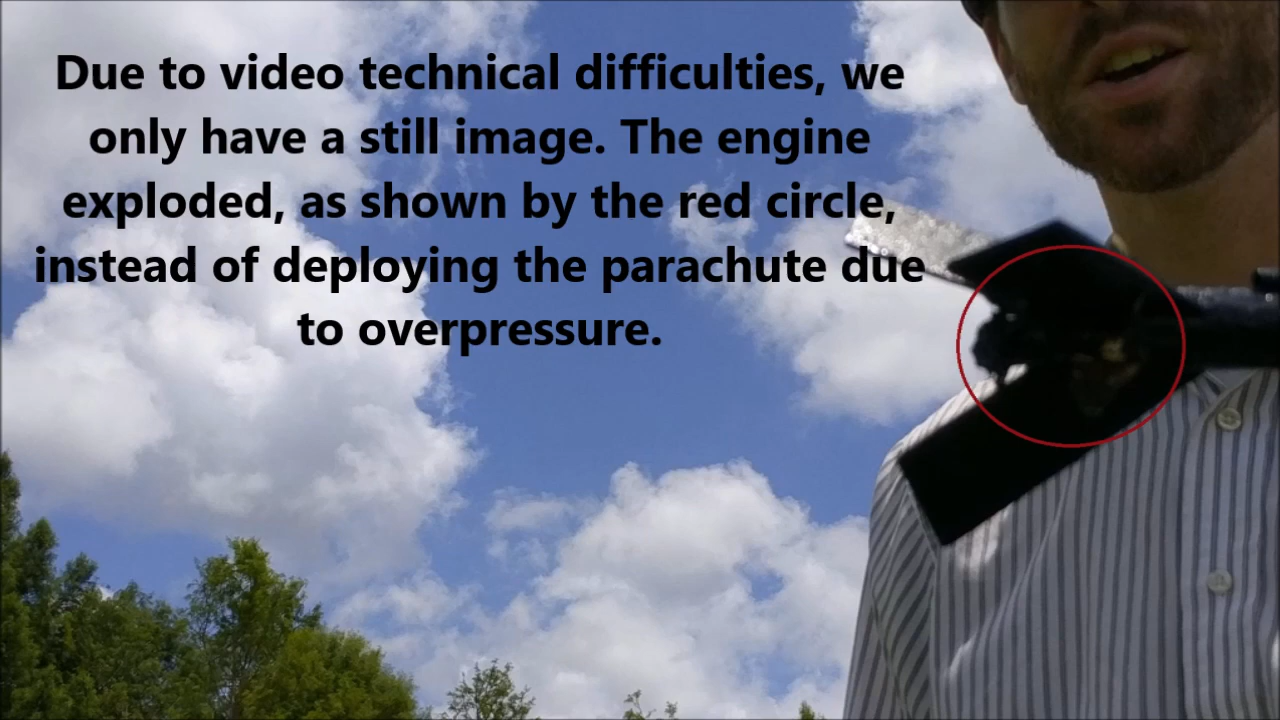 Due to video technical difficulties, we
only have a still image. The engine
exploded, as shown by the red circle,
instead of deploying the parachute due
to overpressure.